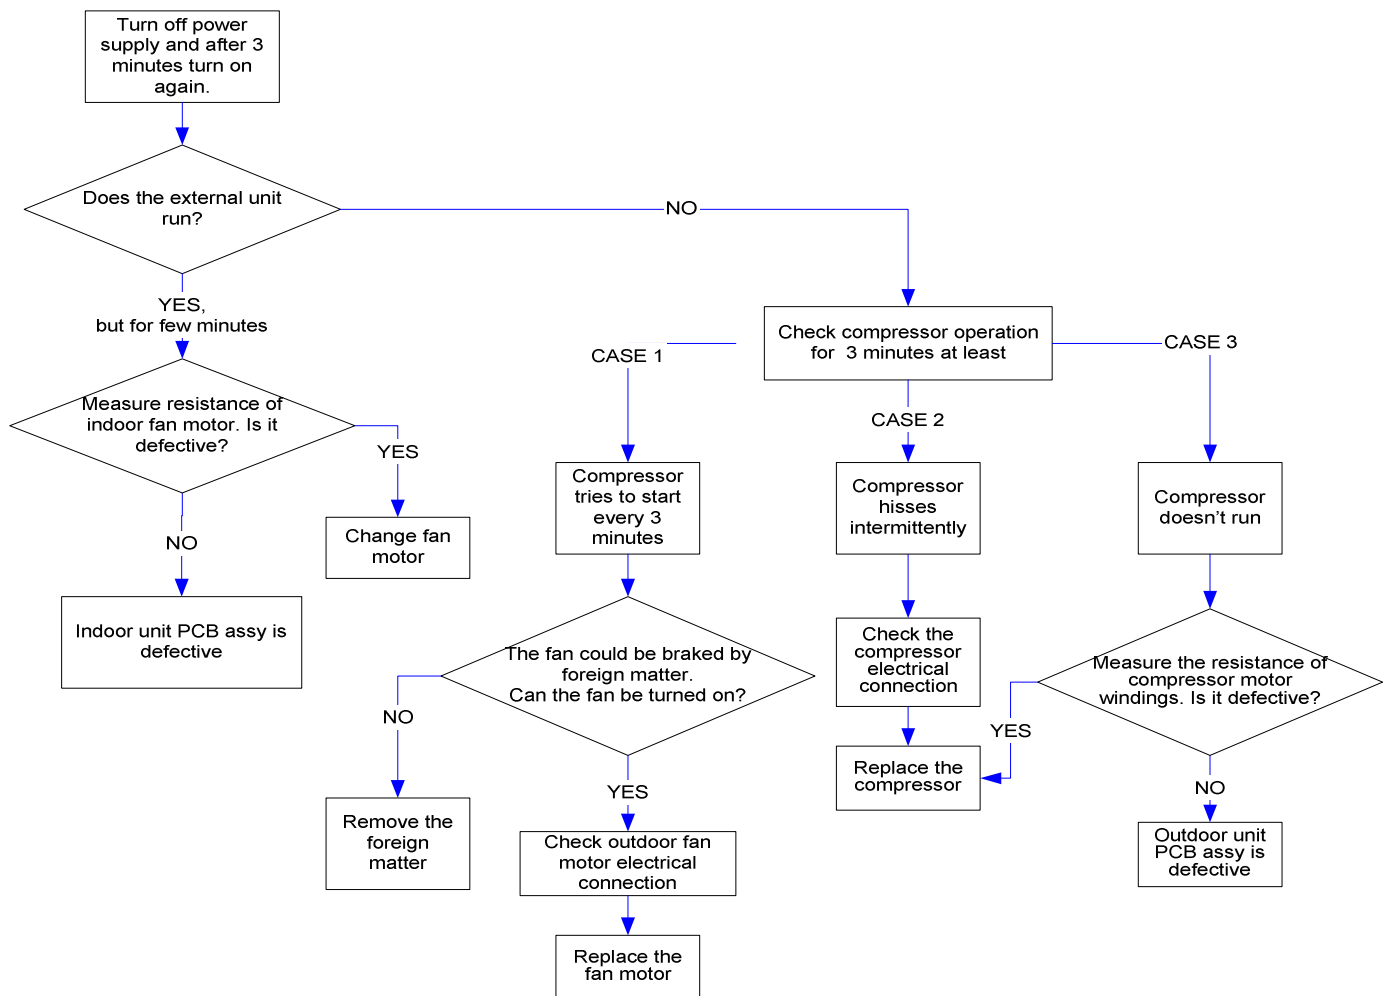 Turn off power
supply and after 3
minutes turn on
again.
Does the external unit
run?
NO
YES,
but for few minutes
Check compressor operation
for 3 minutes at least
CASE 1
CASE 2
CASE 3
Measure resistance of
indoor fan motor. Is it
defective?
YES
Change fan
motor
NO
Indoor unit PCB assy is
defective
Compressor
tries to start
every 3
minutes
Compressor
hisses
intermittently
Compressor
doesn't run
The fan could be braked by
foreign matter.
Can the fan be turned on?
NO
Remove the
foreign
matter
YES
Check outdoor fan
motor electrical
connection
Replace the
fan motor
Check the
compressor
electrical
connection
Replace the
compressor
Measure the resistance of
compressor motor
windings. Is it defective?
YES
NO
Outdoor unit
PCB assy is
defective